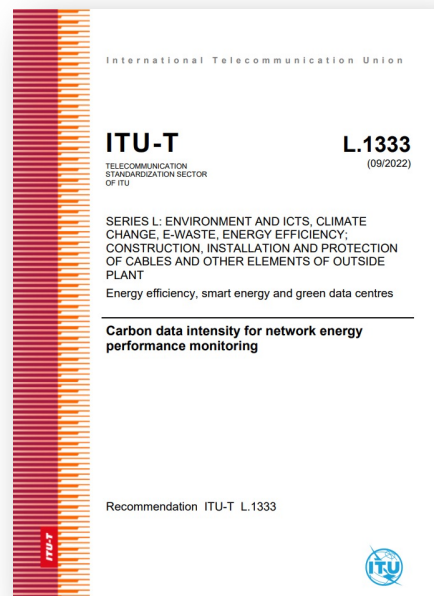 International Telecommunication Union
ITU-T
L.1333
TELECOMMUNICATION
STANDARDIZATION SECTOR
OF ITU
(09/2022)
SERIES L: ENVIRONMENT AND ICTS, CLIMATE
CHANGE, E-WASTE, ENERGY EFFICIENCY;
CONSTRUCTION, INSTALLATION AND PROTECTION
OF CABLES AND OTHER ELEMENTS OF OUTSIDE
PLANT
Energy efficiency, smart energy and green data centres
Carbon data intensity for network energy
performance monitoring
Recommendation ITU-T L.1333
ITU-T
ITU